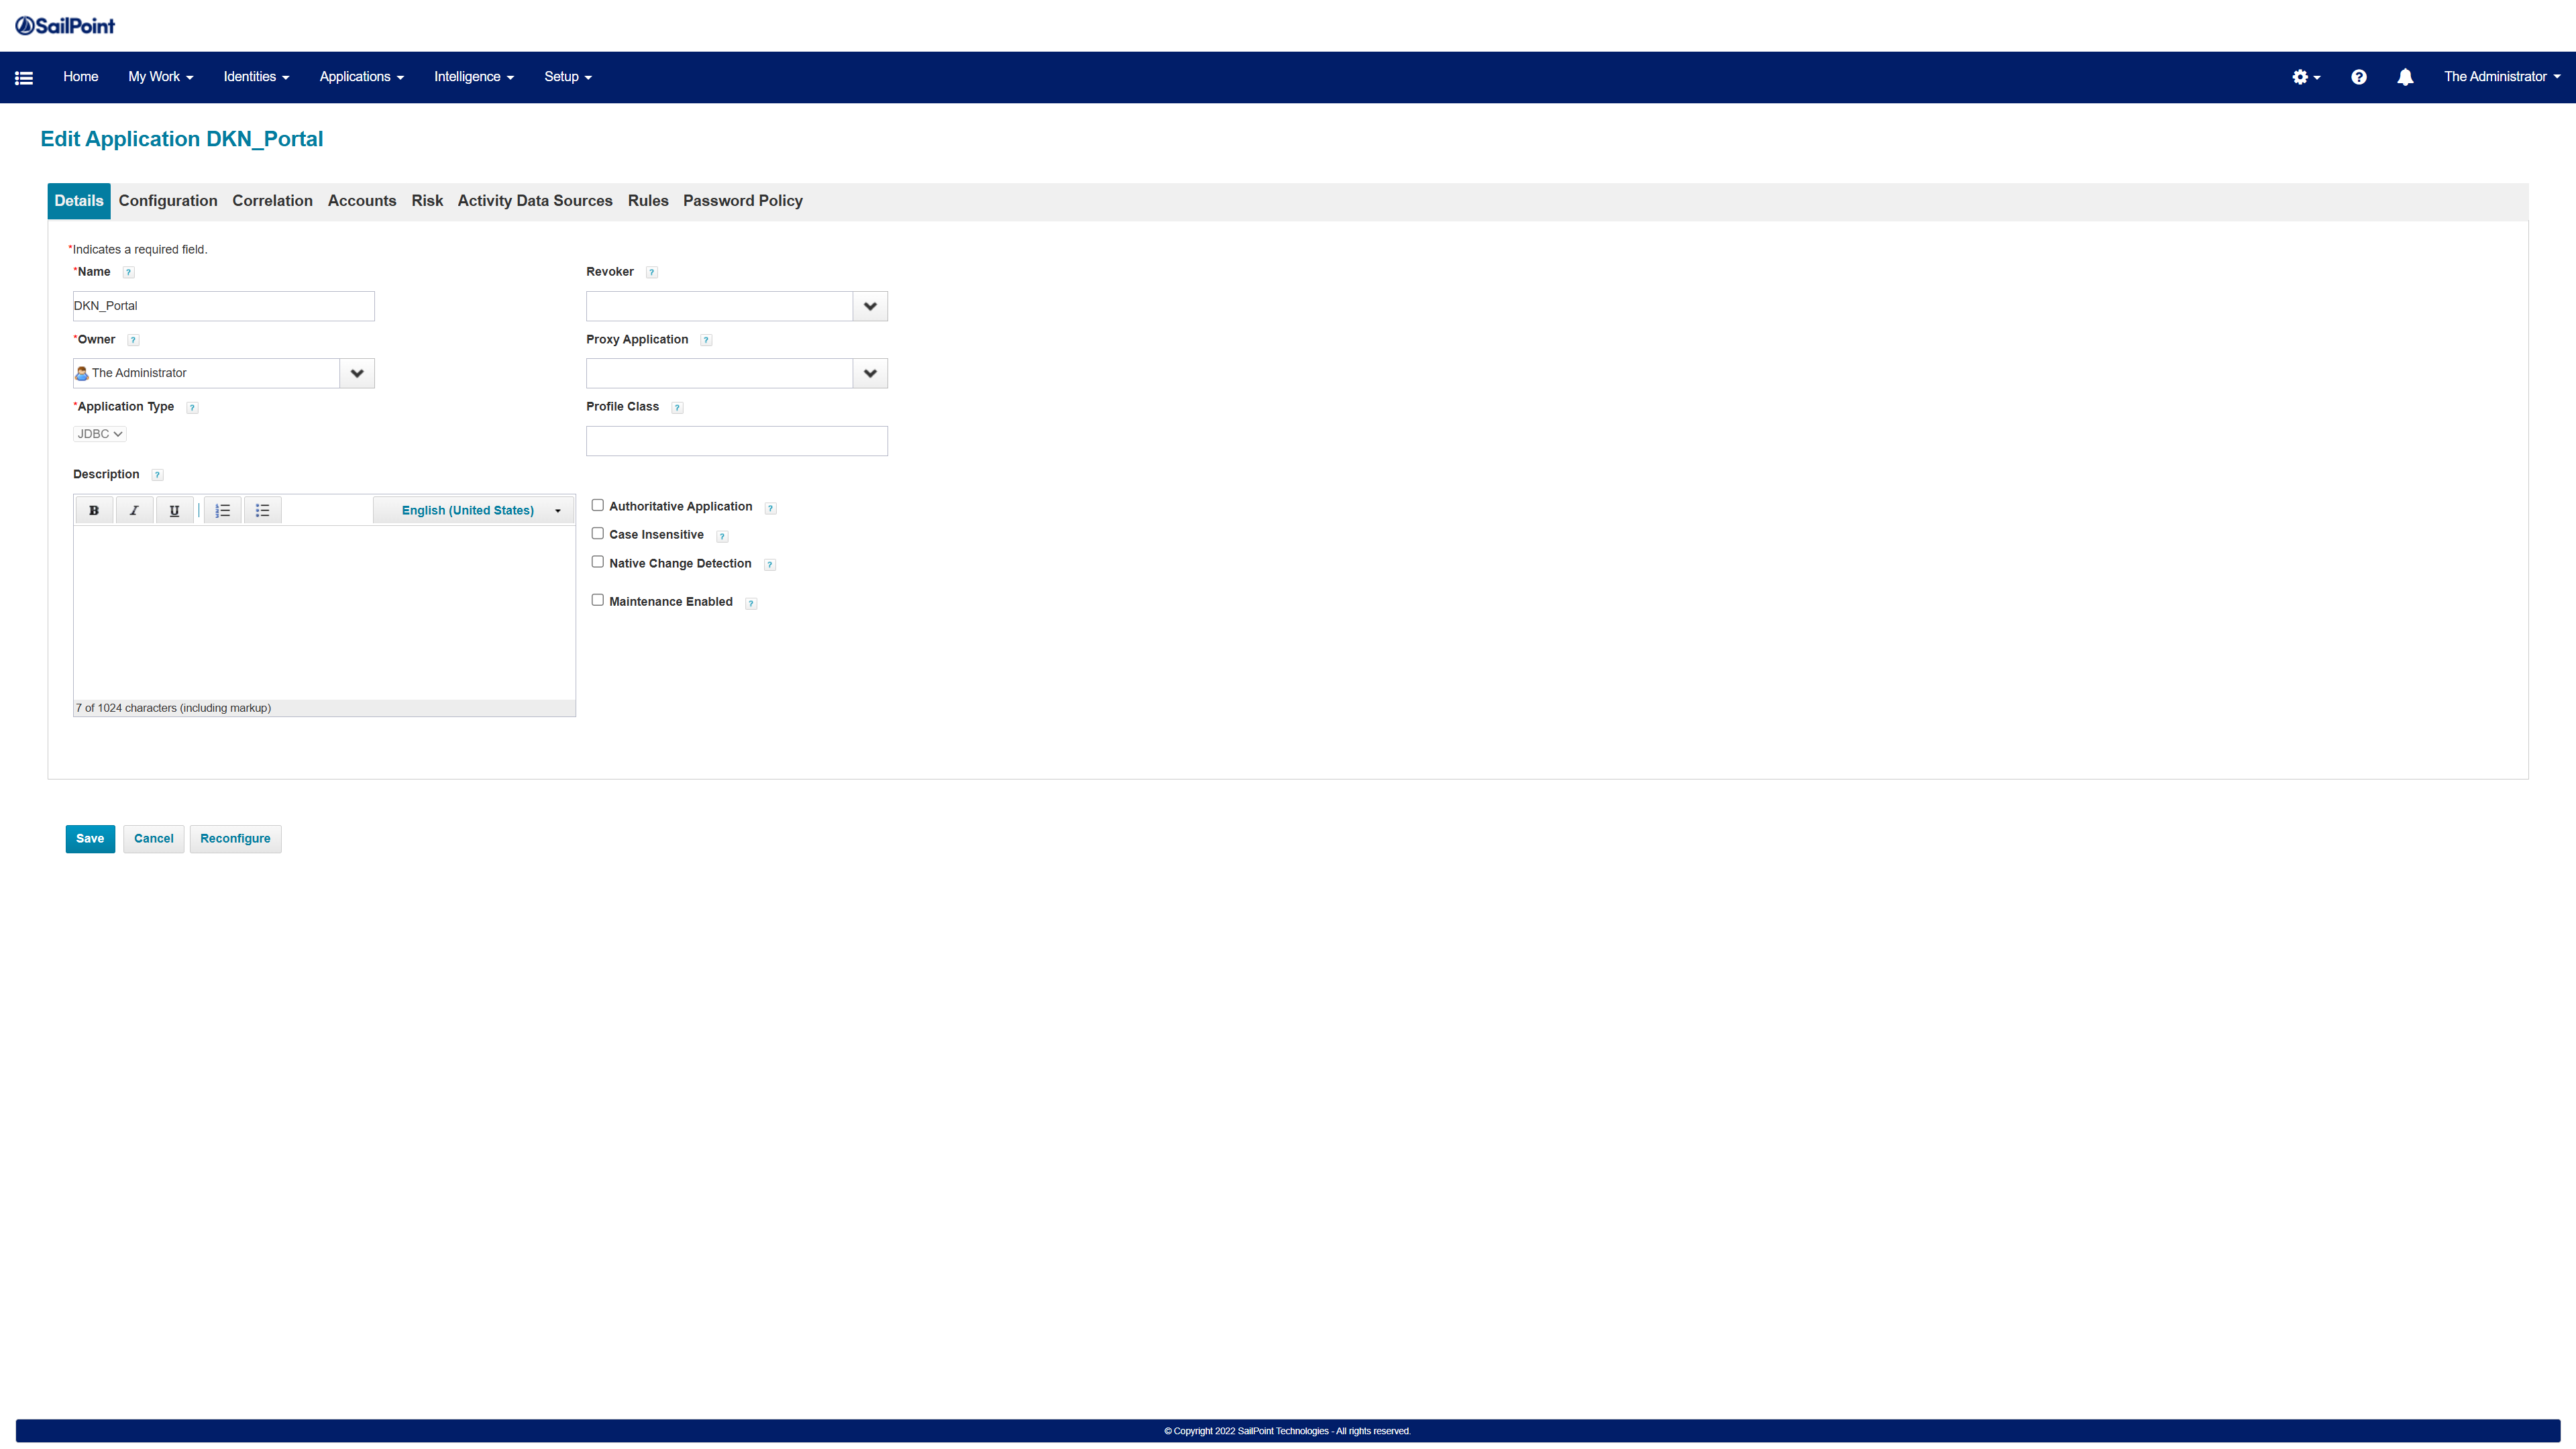 SailPoint
Home My Work Identities Applications Intelligence Setup The Administrator
Edit Application DKN_Portal
Details Configuration Correlation Accounts Risk Activity Data Sources Rules Password Policy
*Indicates a required field.
*Name ? Revoker ?
DKN_Portal
*Owner ? Proxy Application ?
The Administrator
*Application Type ? Profile Class ?
JDBC
Description ?
B I U English (United States)
Authoritative Application ?
Case Insensitive ?
Native Change Detection ?
Maintenance Enabled ?
7 of 1024 characters (including markup)
Save Cancel Reconfigure
© Copyright 2022 SailPoint Technologies - All rights reserved.